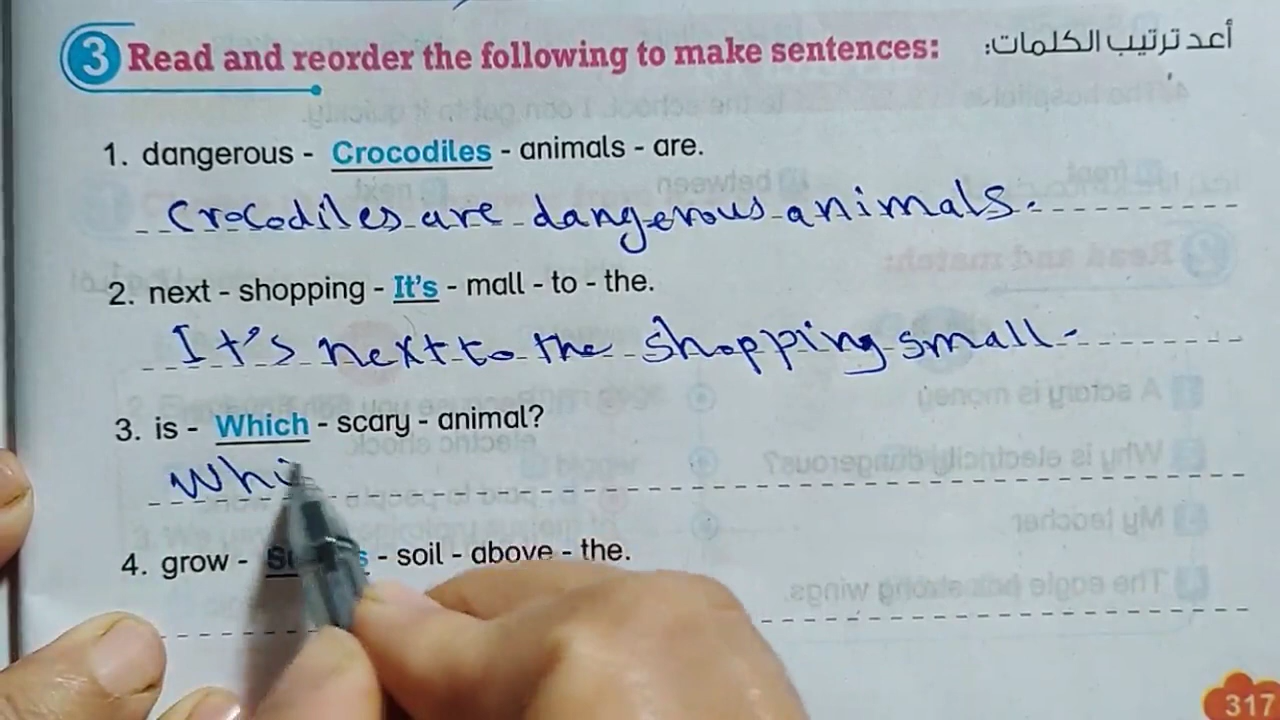 3 Read and reorder the following to make sentences: أعد ترتيب الكلمات:
1. dangerous - Crocodiles - animals - are.
Crocodiles are dangerous animals.
2. next - shopping - It's - mall - to - the.
It's next to the shopping small.
3. is - Which - scary - animal?
Whi
4. grow - - soil - above - the.
317